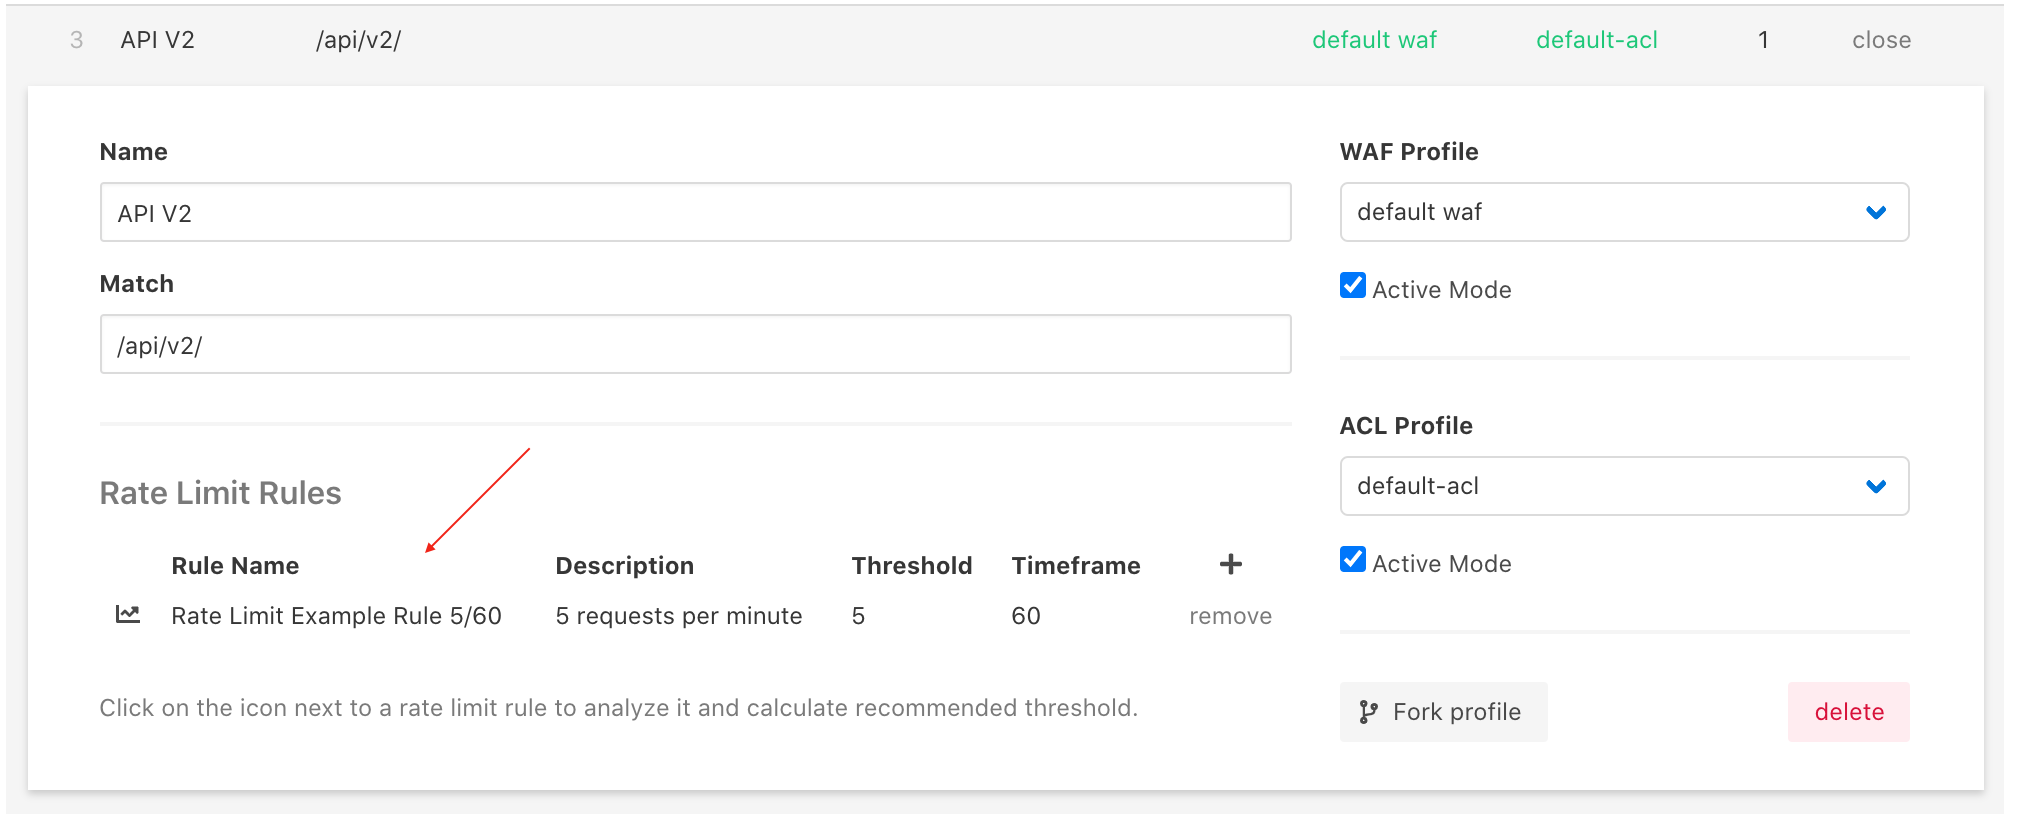 3 API V2 /api/v2/ default waf default-acl 1 close
Name
API V2
Match
/api/v2/
Rate Limit Rules
Rule Name Description Threshold Timeframe +
Rate Limit Example Rule 5/60 5 requests per minute 5 60 remove
Click on the icon next to a rate limit rule to analyze it and calculate recommended threshold.
WAF Profile
default waf
Active Mode
ACL Profile
default-acl
Active Mode
Fork profile
delete